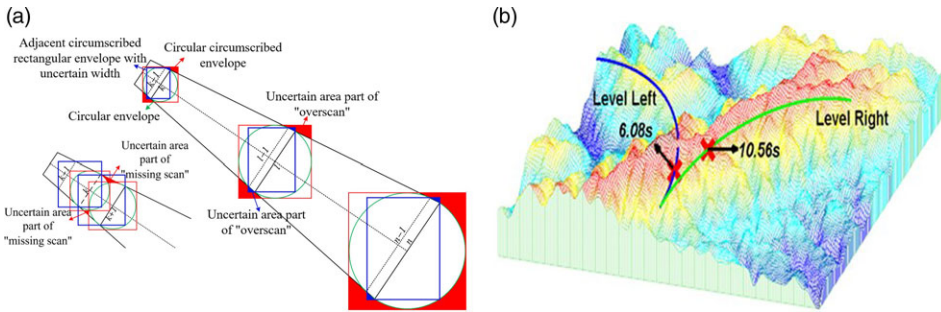 (a)
Adjacent circumscribed
rectangular envelope with
uncertain width
Circular circumscribed
envelope
Circular envelope
Uncertain area part of
"overscan"
Uncertain area
part of
"missing scan"
Uncertain area
part of
"missing scan"
Uncertain area part
of "overscan"
n-1
n
(b)
Level Left
6.08s
Level Right
10.56s